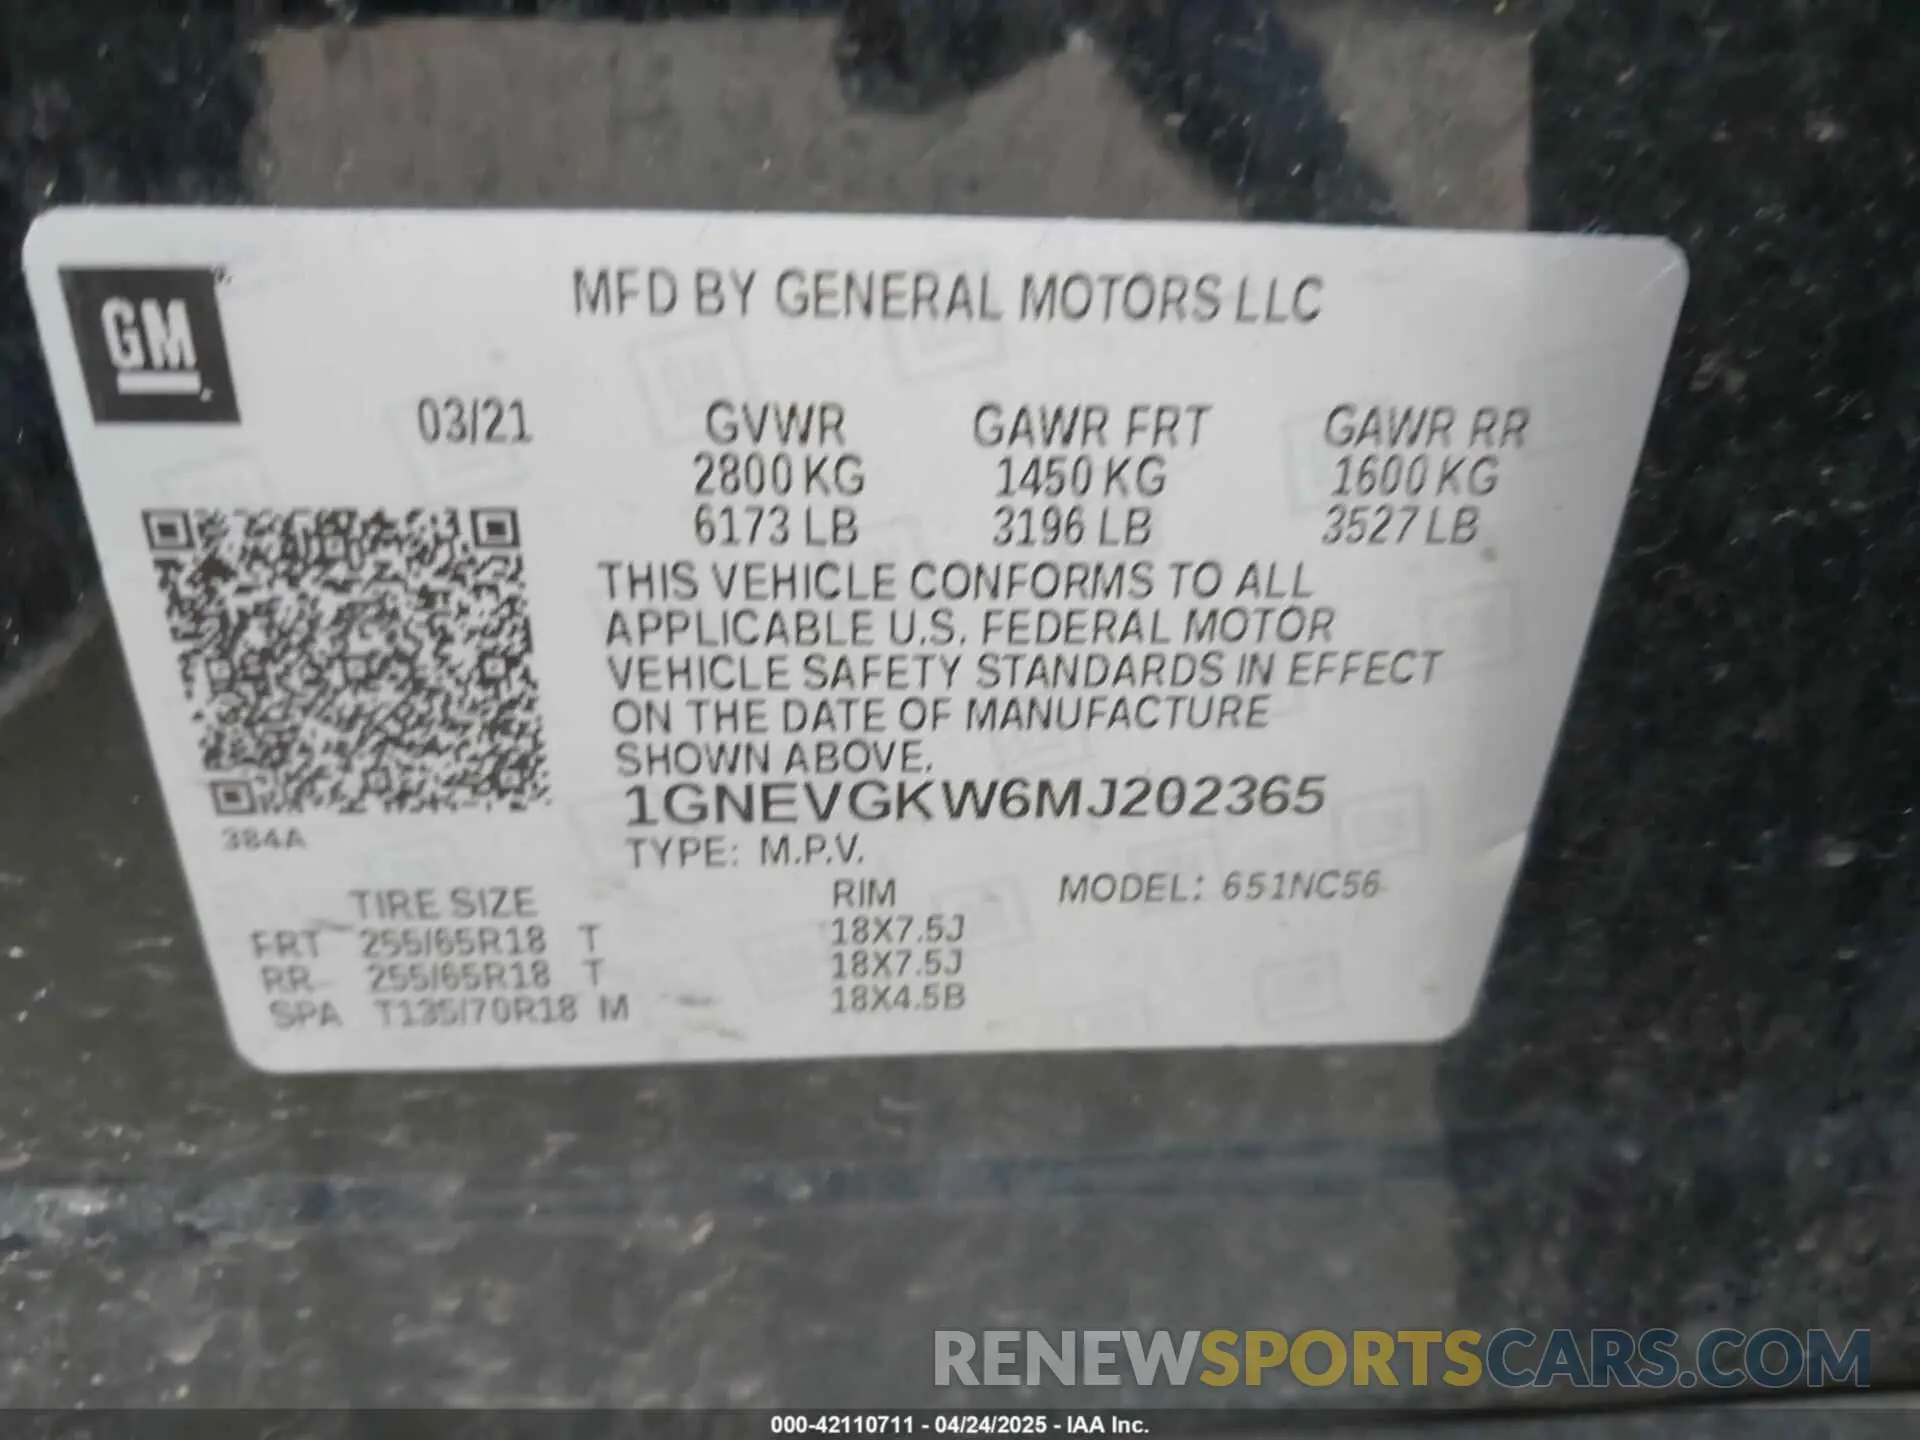 MFD BY GENERAL MOTORS LLC
GM
03/21 GVWR GAWR FRT GAWR RR
2800 KG 1450 KG 1600 KG
6173 LB 3196 LB 3527 LB
THIS VEHICLE CONFORMS TO ALL
APPLICABLE U.S. FEDERAL MOTOR
VEHICLE SAFETY STANDARDS IN EFFECT
ON THE DATE OF MANUFACTURE
SHOWN ABOVE.
1GNEVGKW6MJ202365
384A
TYPE: M.P.V.
TIRE SIZE RIM MODEL: 651NC56
FRT 255/65R18 T 18X7.5J
RR 255/65R18 T 18X7.5J
SPA T135/70R18 M 18X4.5B
RENEWSPORTSCARS.COM
000-42110711 - 04/24/2025 - IAA Inc.